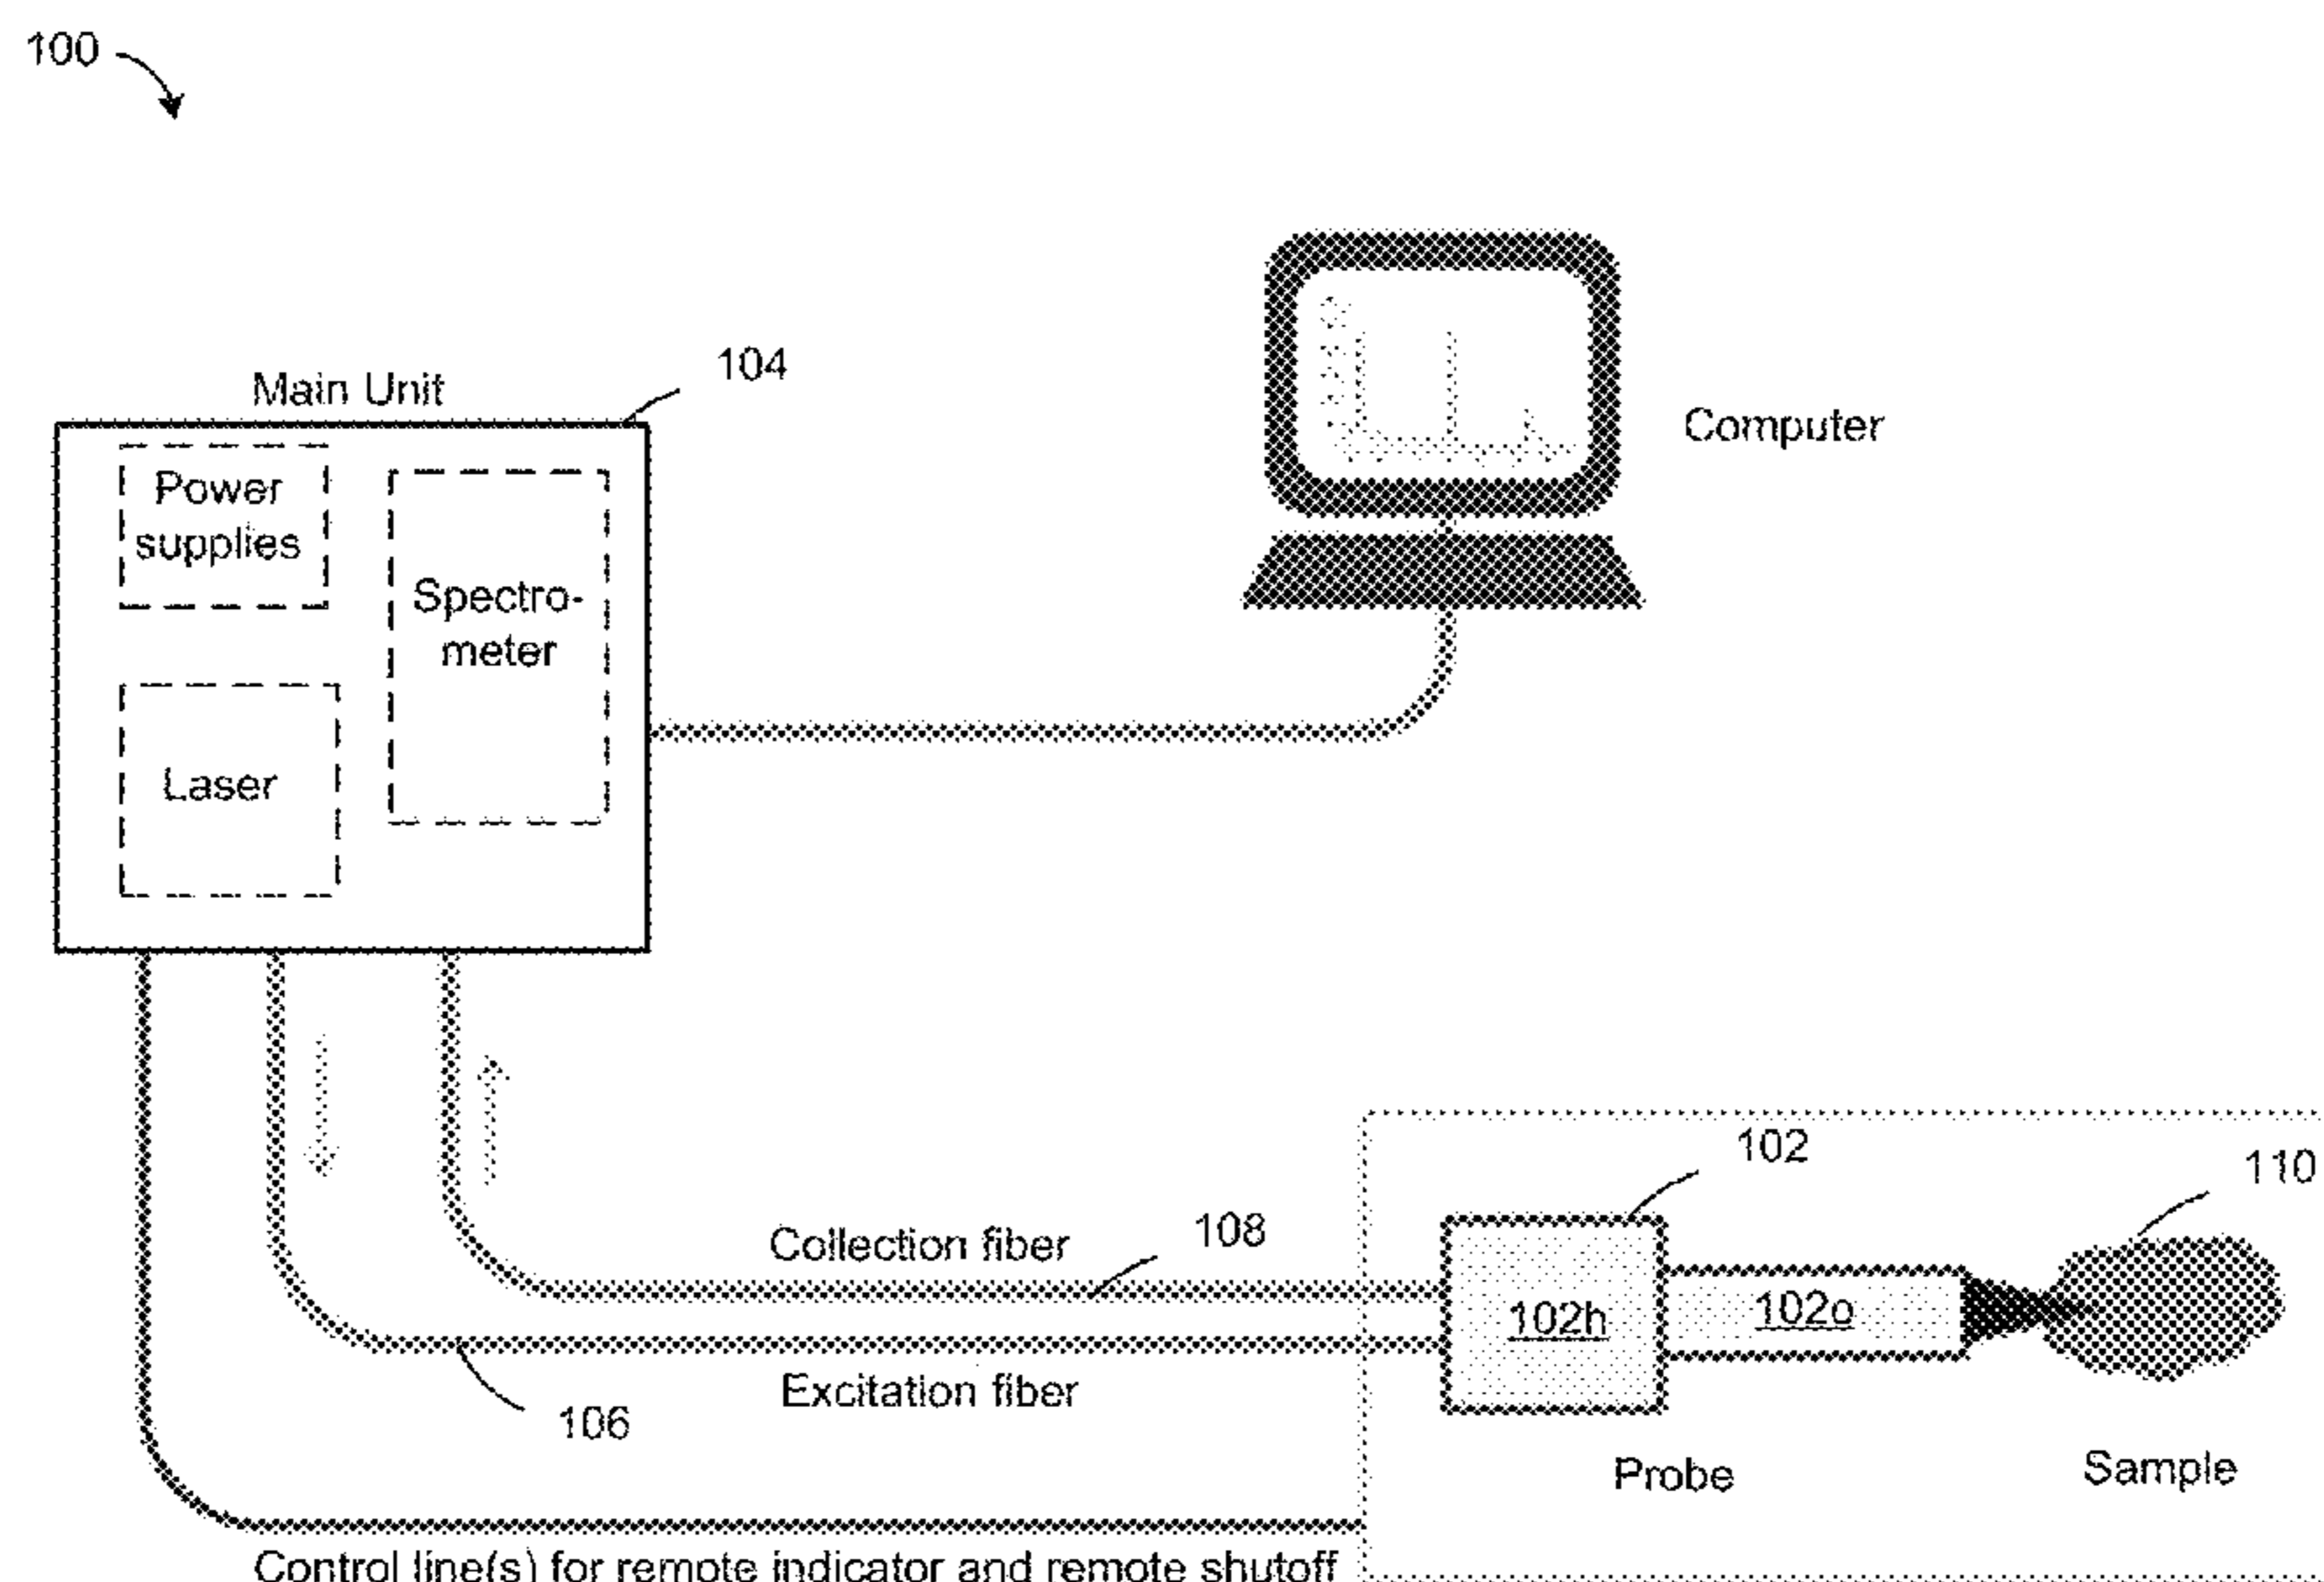 100
104
Main Unit
Power
supplies
Spectro-
meter
Laser
Computer
102
110
Collection fiber
108
102h
102o
Excitation fiber
106
Probe
Sample
Control line(s) for remote indicator and remote shutoff